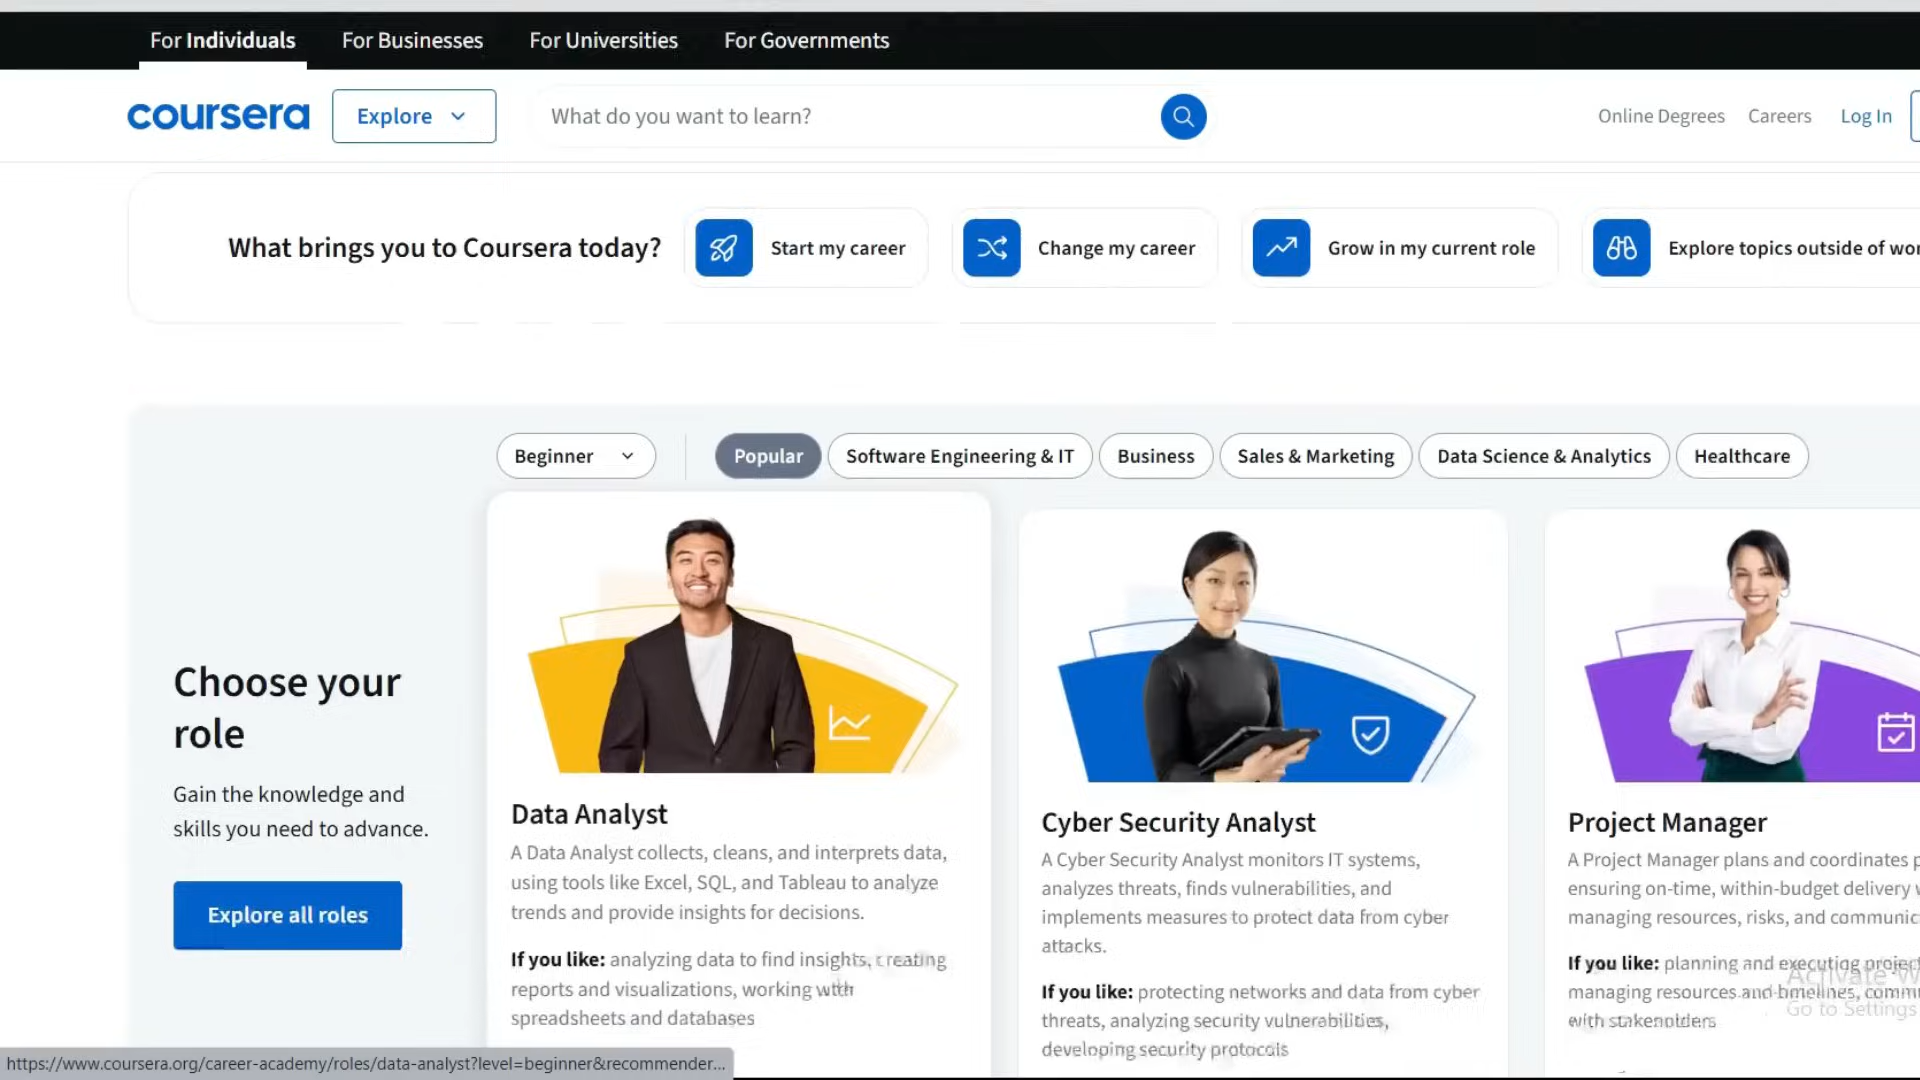 For Individuals
For Businesses
For Universities
For Governments
coursera
Explore
What do you want to learn?
Online Degrees
Careers
Log In
What brings you to Coursera today?
Start my career
Change my career
Grow in my current role
Explore topics outside of wor
Beginner
Popular
Software Engineering & IT
Business
Sales & Marketing
Data Science & Analytics
Healthcare
Choose your
role
Gain the knowledge and
skills you need to advance.
Explore all roles
Data Analyst
A Data Analyst collects, cleans, and interprets data,
using tools like Excel, SQL, and Tableau to analyze
trends and provide insights for decisions.
If you like: analyzing data to find insights, creating
reports and visualizations, working with
spreadsheets and databases
Cyber Security Analyst
A Cyber Security Analyst monitors IT systems,
analyzes threats, finds vulnerabilities, and
implements measures to protect data from cyber
attacks.
If you like: protecting networks and data from cyber
threats, analyzing security vulnerabilities,
developing security protocols
Project Manager
A Project Manager plans and coordinates p
ensuring on-time, within-budget delivery
managing resources, risks, and communic
If you like: planning and executing projec
managing resources and timelines, comm
with stakeholders
Activate W
Go to Settings
https://www.coursera.org/career-academy/roles/data-analyst?level=beginner&recommender...